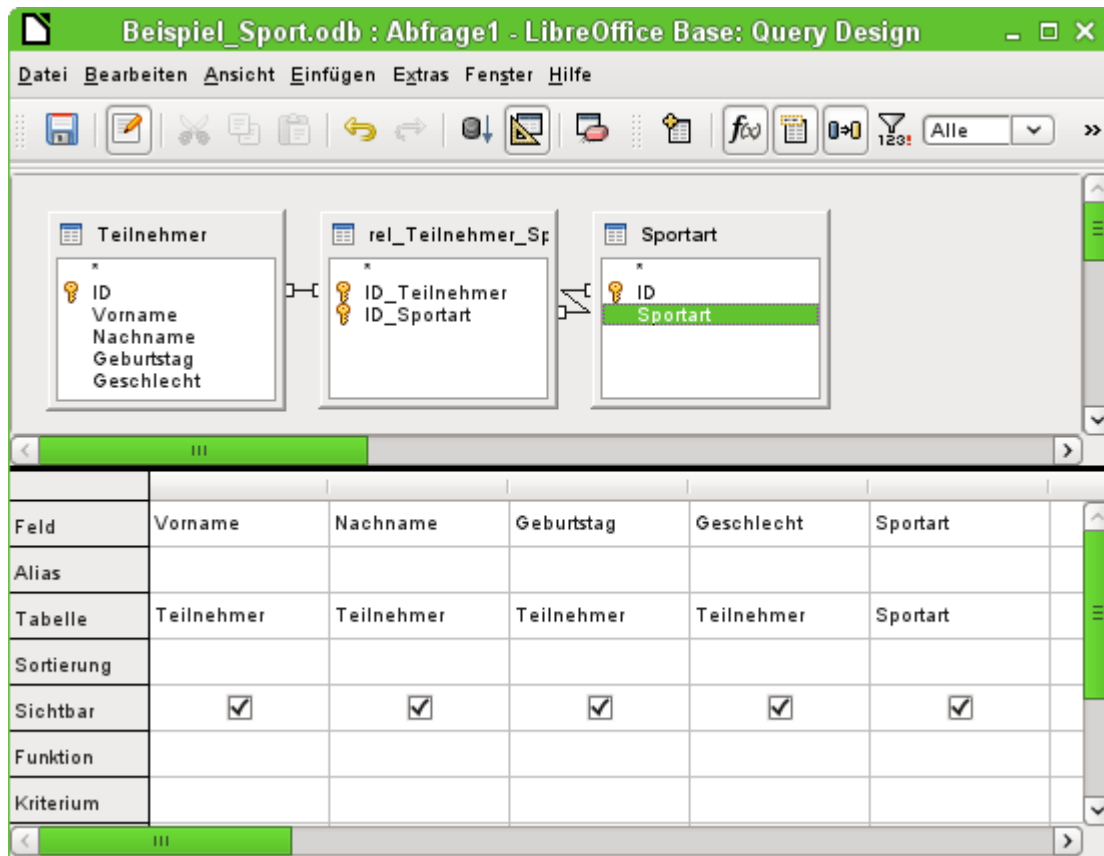 Beispiel_Sport.odb : Abfrage1 - LibreOffice Base: Query Design
Datei Bearbeiten Ansicht Einfügen Extras Fenster Hilfe
f(x) 123! Alle »
Teilnehmer rel_Teilnehmer_Sp Sportart
* * *
ID ID_Teilnehmer ID
Vorname ID_Sportart Sportart
Nachname
Geburtstag
Geschlecht
Feld Vorname Nachname Geburtstag Geschlecht Sportart
Alias
Tabelle Teilnehmer Teilnehmer Teilnehmer Teilnehmer Sportart
Sortierung
Sichtbar
Funktion
Kriterium